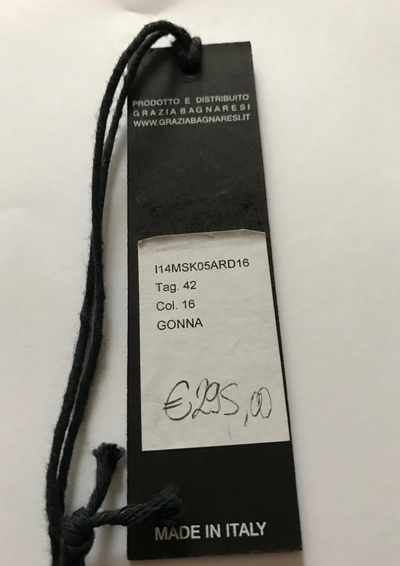 PRODOTTO E DISTRIBUITO
GRAZIA BAGNARESI
WWW.GRAZIABAGNARESI.IT
I14MSK05ARD16
Tag. 42
Col. 16
GONNA
€295,00
MADE IN ITALY